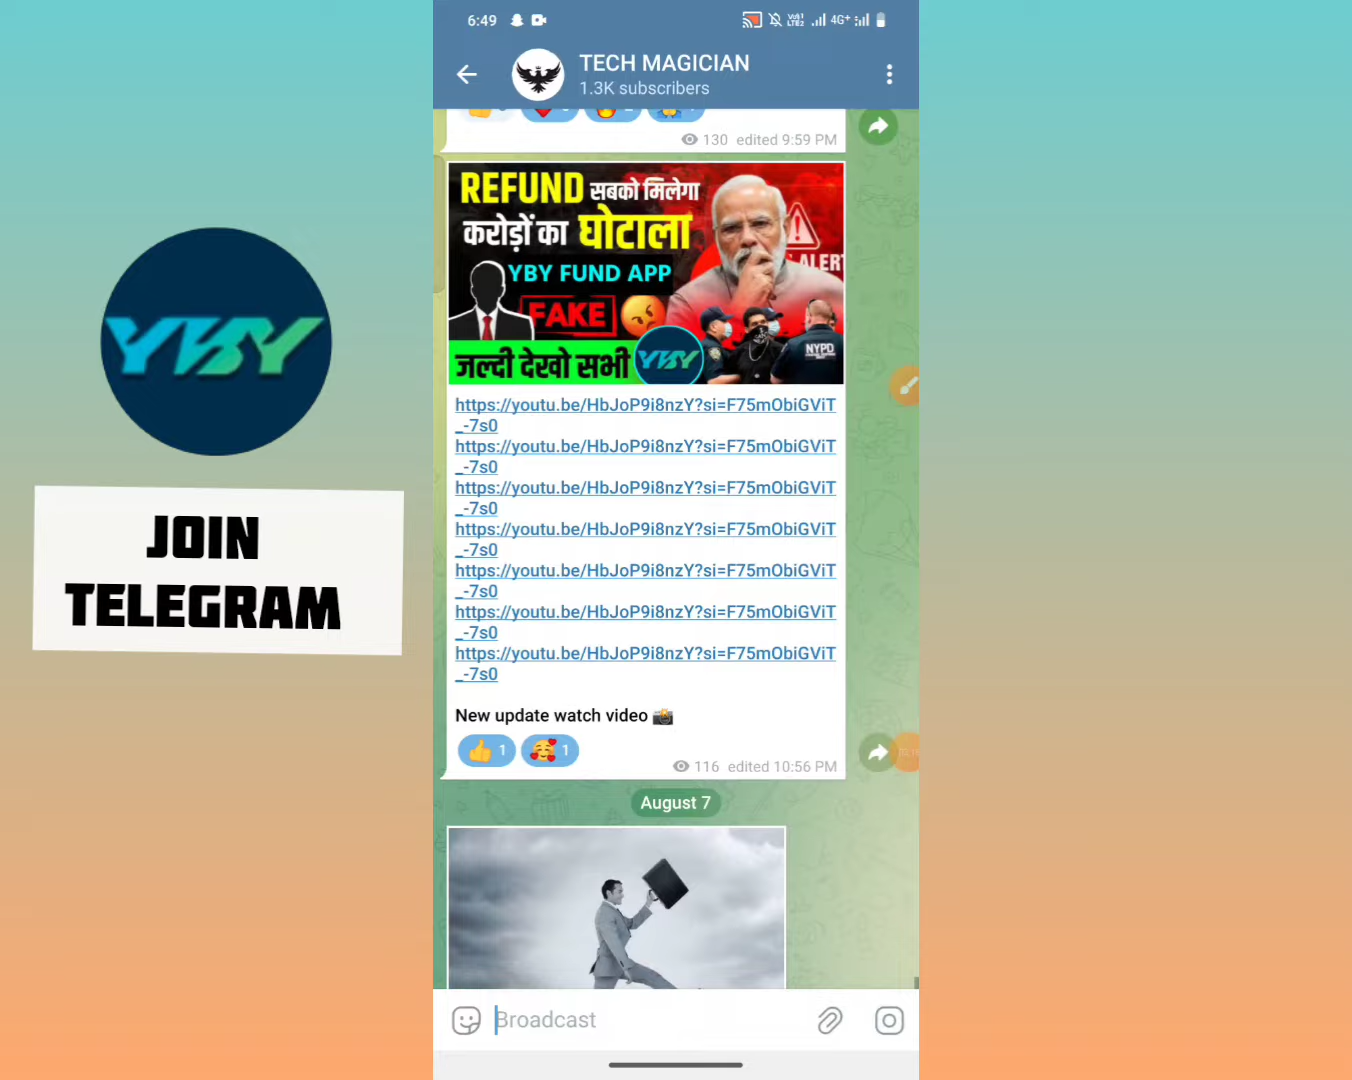 6:49
Vo))1
LTE2
4G+
TECH MAGICIAN
1.3K subscribers
130 edited 9:59 PM
REFUND सबको मिलेगा
करोड़ों का घोटाला
ALERT
YBY FUND APP
FAKE
NYPD
जल्दी देखो सभी YBY
https://youtu.be/HbJoP9i8nzY?si=F75mObiGViT
_-7s0
https://youtu.be/HbJoP9i8nzY?si=F75mObiGViT
_-7s0
https://youtu.be/HbJoP9i8nzY?si=F75mObiGViT
_-7s0
https://youtu.be/HbJoP9i8nzY?si=F75mObiGViT
_-7s0
https://youtu.be/HbJoP9i8nzY?si=F75mObiGViT
_-7s0
https://youtu.be/HbJoP9i8nzY?si=F75mObiGViT
_-7s0
https://youtu.be/HbJoP9i8nzY?si=F75mObiGViT
_-7s0
New update watch video
1 1
116 edited 10:56 PM
August 7
Broadcast
YBY
JOIN
TELEGRAM